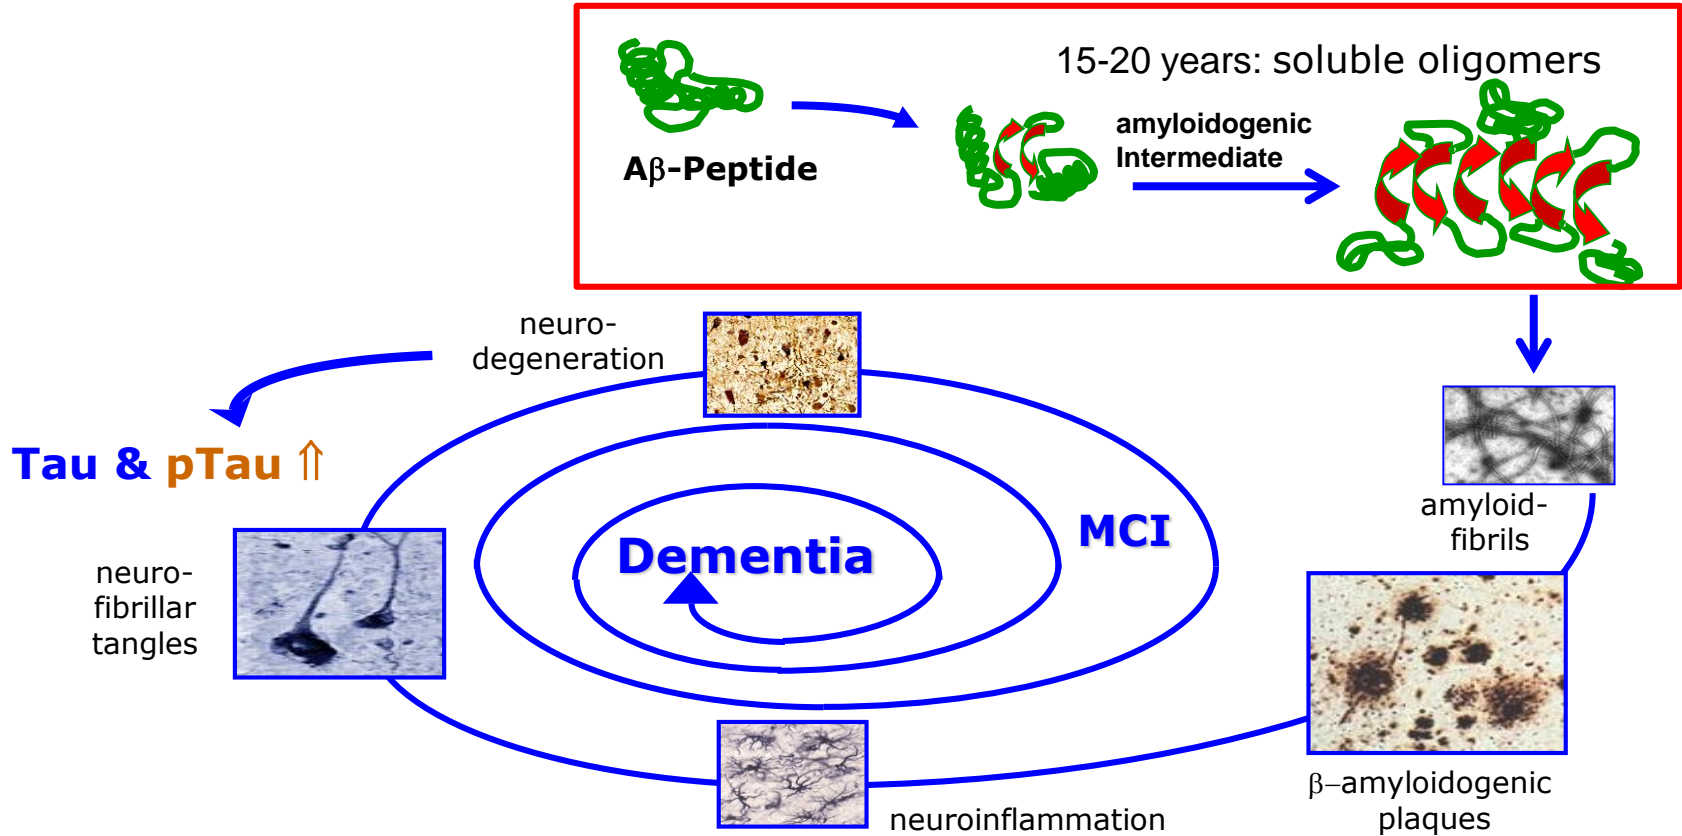 15-20 years: soluble oligomers
amyloidogenic
Intermediate
Aβ-Peptide
neuro-
degeneration
Tau & pTau ⇑
MCI
Dementia
amyloid-
fibrils
neuro-
fibrillar
tangles
β–amyloidogenic
plaques
neuroinflammation